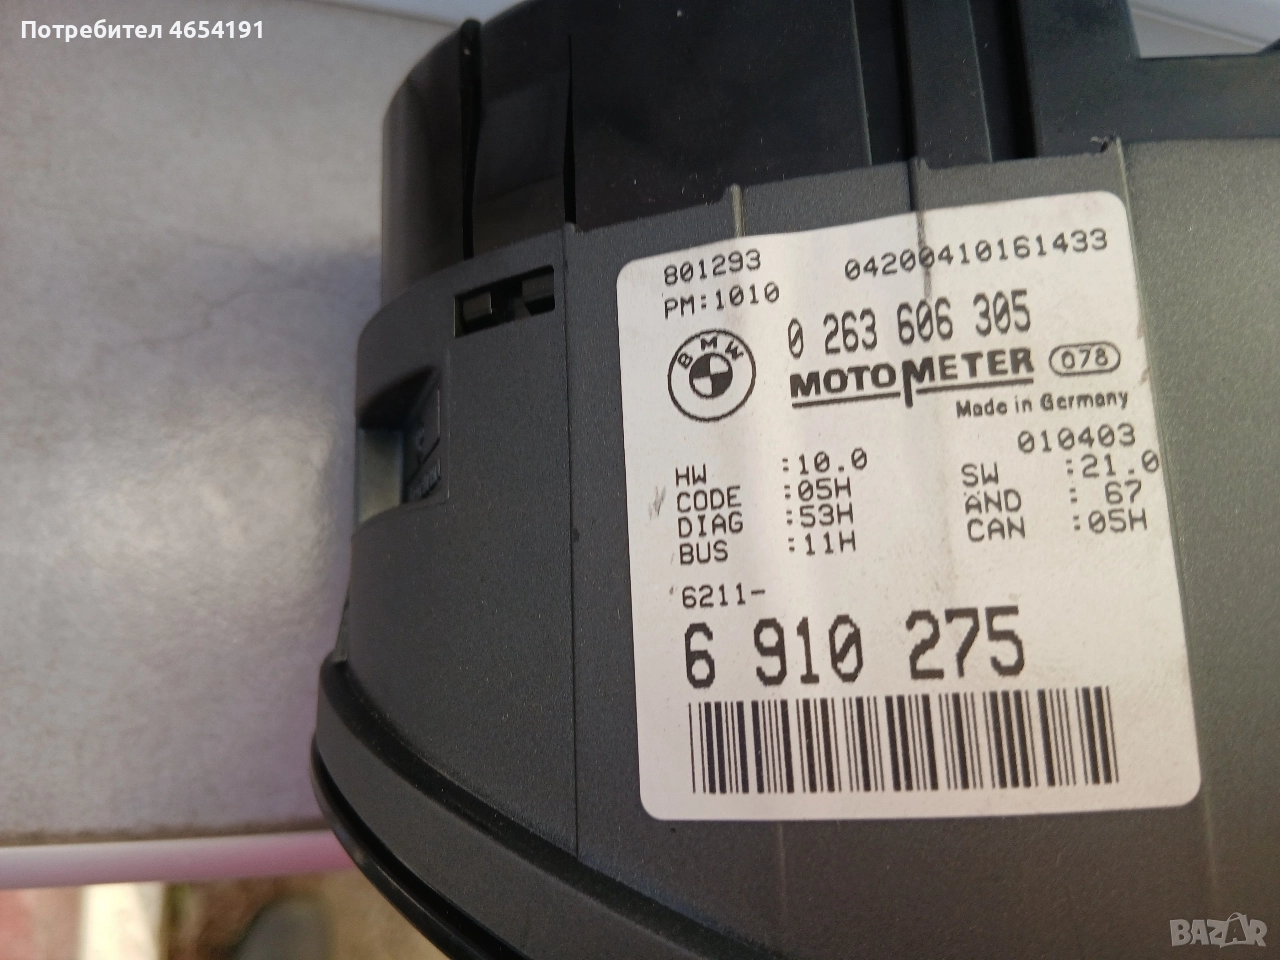 Потребител 4654191
801293 04200410161433
PM:1010
0 263 606 305
BMW
MOTOMETER 078
Made in Germany
010403
HW :10.0 SW :21.0
CODE :05H ÄND : 67
DIAG :53H CAN :05H
BUS :11H
6211-
6 910 275
BAZAR